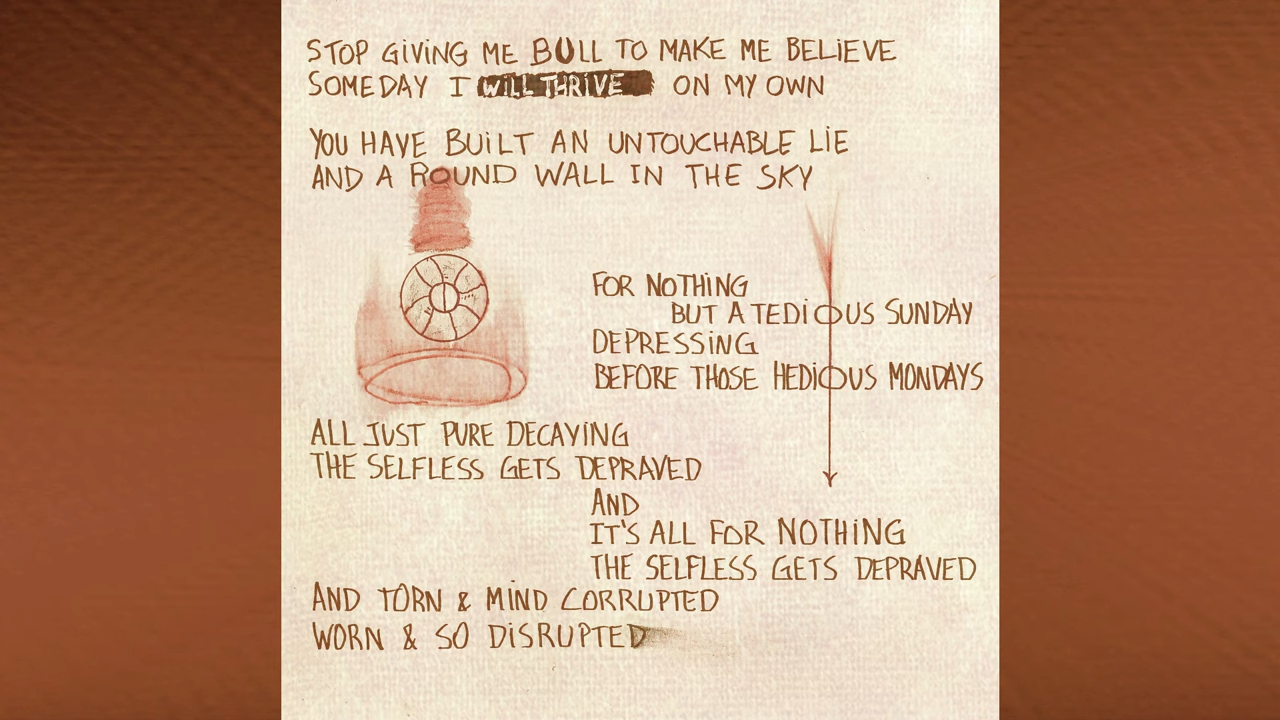 STOP GIVING ME BULL TO MAKE ME BELIEVE
SOMEDAY I WILL THRIVE ON MY OWN
YOU HAVE BUILT AN UNTOUCHABLE LIE
AND A ROUND WALL IN THE SKY
FOR NOTHING
BUT A TEDIOUS SUNDAY
DEPRESSING
BEFORE THOSE HEDIOUS MONDAYS
ALL JUST PURE DECAYING
THE SELFLESS GETS DEPRAVED
AND
IT'S ALL FOR NOTHING
THE SELFLESS GETS DEPRAVED
AND TORN & MIND CORRUPTED
WORN & SO DISRUPTED